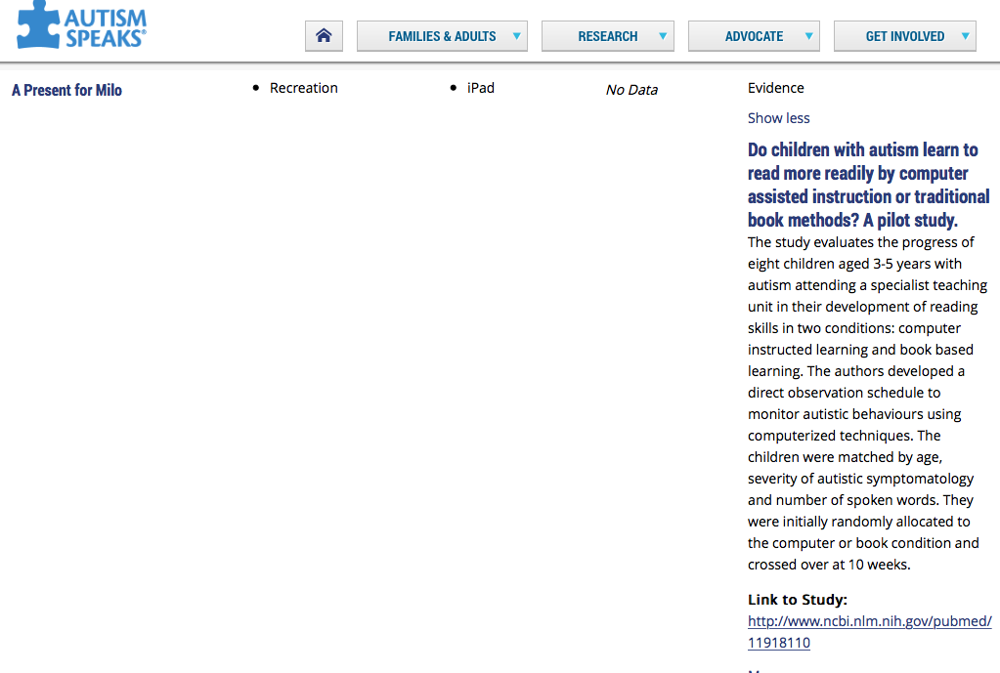 AUTISM
SPEAKS®
FAMILIES & ADULTS
RESEARCH
ADVOCATE
GET INVOLVED
A Present for Milo
• Recreation
• iPad
No Data
Evidence
Show less
Do children with autism learn to
read more readily by computer
assisted instruction or traditional
book methods? A pilot study.
The study evaluates the progress of
eight children aged 3-5 years with
autism attending a specialist teaching
unit in their development of reading
skills in two conditions: computer
instructed learning and book based
learning. The authors developed a
direct observation schedule to
monitor autistic behaviours using
computerized techniques. The
children were matched by age,
severity of autistic symptomatology
and number of spoken words. They
were initially randomly allocated to
the computer or book condition and
crossed over at 10 weeks.
Link to Study:
http://www.ncbi.nlm.nih.gov/pubmed/
11918110